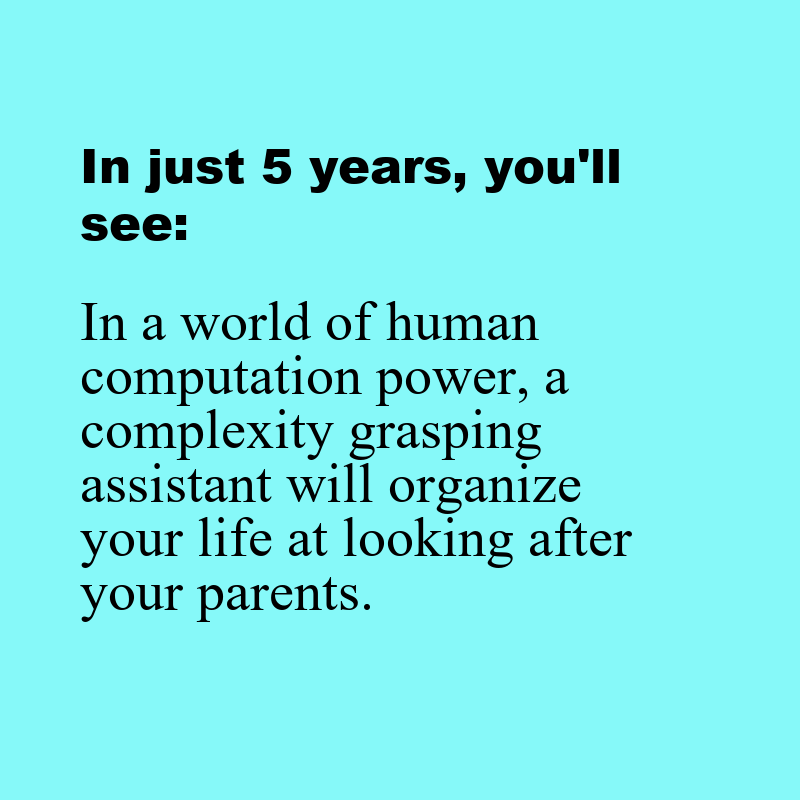 In just 5 years, you'll
see:
In a world of human
computation power, a
complexity grasping
assistant will organize
your life at looking after
your parents.